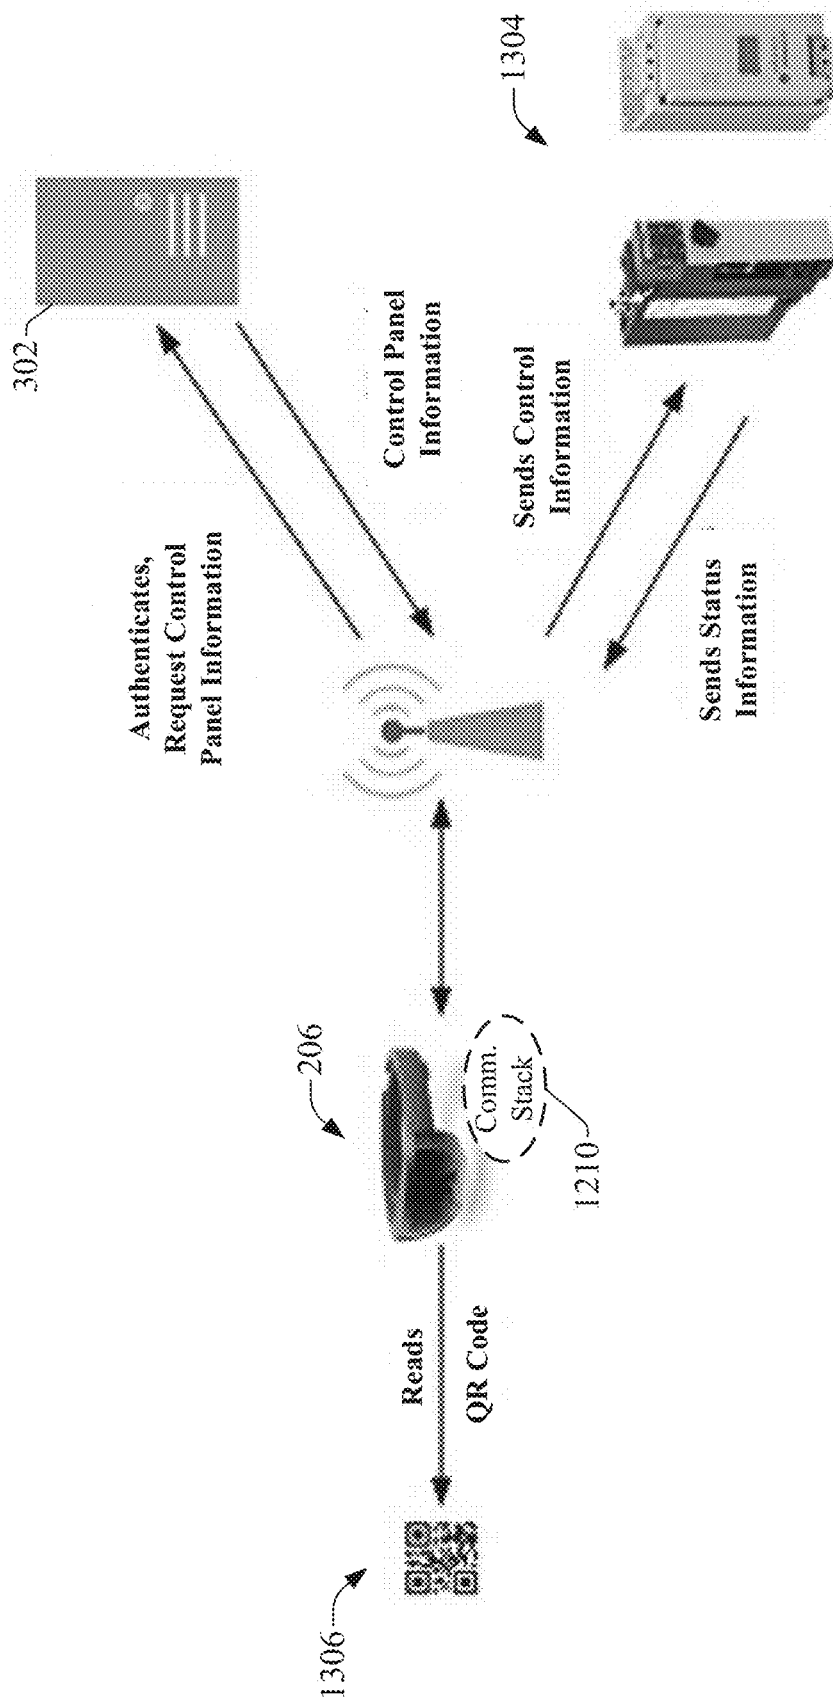 1306
Reads
QR Code
206
Comm.
Stack
1210
Authenticates,
Request Control
Panel Information
302
Control Panel
Information
Sends Control
Information
Sends Status
Information
1304